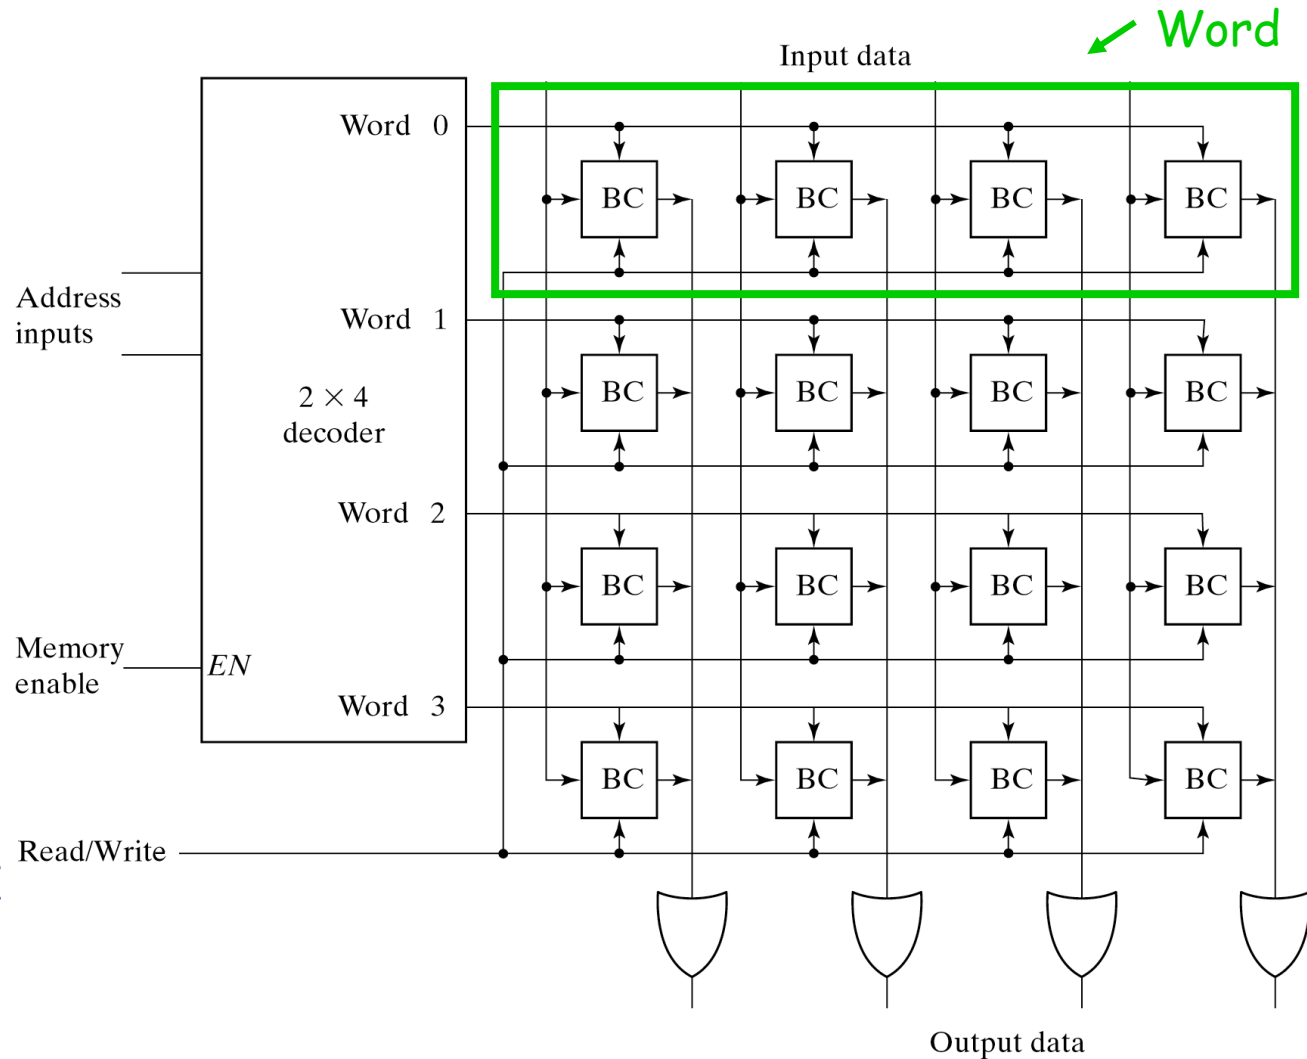 Word
Input data
Word 0
BC BC BC BC
Address
inputs
Word 1
BC BC BC BC
2 × 4
decoder
Word 2
BC BC BC BC
Memory
enable
EN
Word 3
BC BC BC BC
Read/Write
Output data